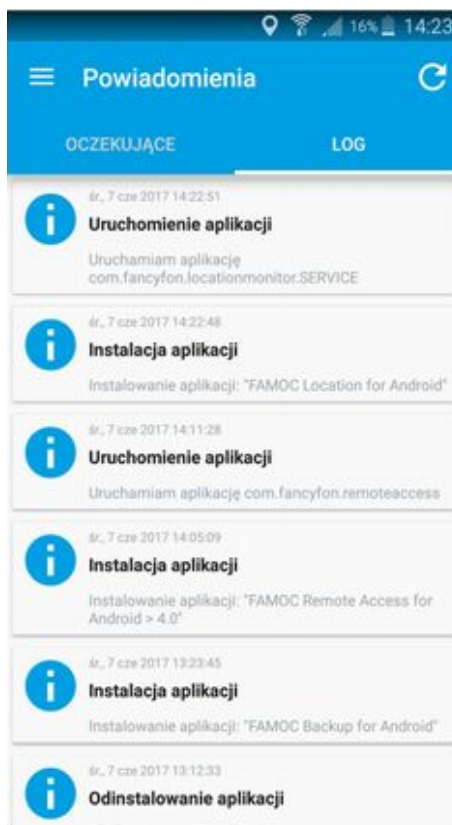 16% 14:23
Powiadomienia
OCZEKUJĄCE LOG
śr., 7 cze 2017 14:22:51
Uruchomienie aplikacji
Uruchamiam aplikację
com.fancyfon.locationmonitor.SERVICE
śr., 7 cze 2017 14:22:48
Instalacja aplikacji
Instalowanie aplikacji: "FAMOC Location for Android"
śr., 7 cze 2017 14:11:28
Uruchomienie aplikacji
Uruchamiam aplikację com.fancyfon.remoteaccess
śr., 7 cze 2017 14:05:09
Instalacja aplikacji
Instalowanie aplikacji: "FAMOC Remote Access for
Android > 4.0"
śr., 7 cze 2017 13:23:45
Instalacja aplikacji
Instalowanie aplikacji: "FAMOC Backup for Android"
śr., 7 cze 2017 13:12:33
Odinstalowanie aplikacji